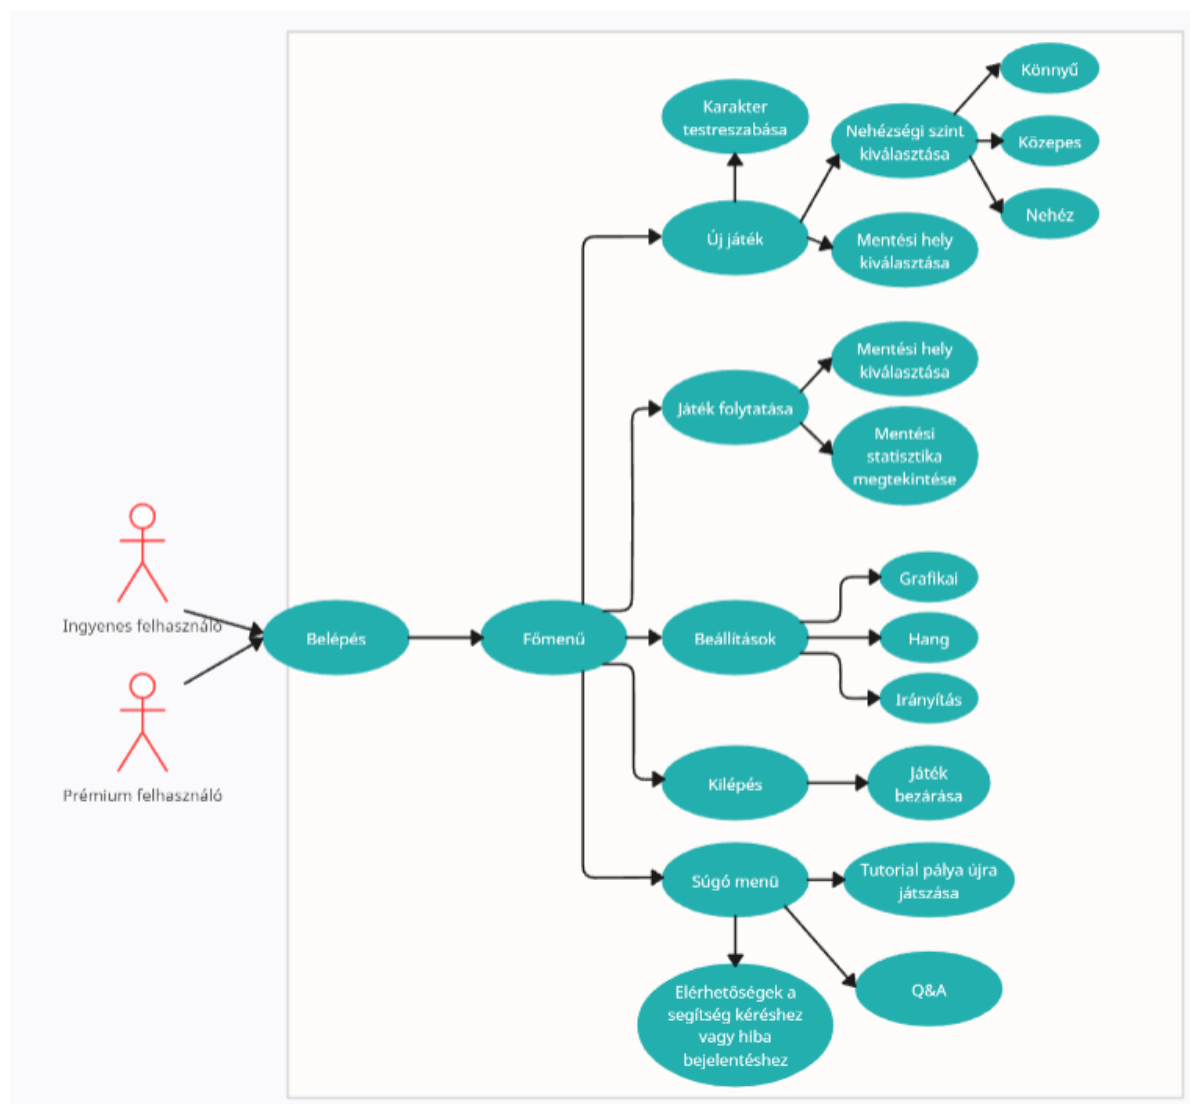 Könnyű
Karakter
testreszabása
Nehézségi szint
kiválasztása
Közepes
Nehéz
Új játék
Mentési hely
kiválasztása
Mentési hely
kiválasztása
Játék folytatása
Mentési
statisztika
megtekintése
Grafikai
Ingyenes felhasználó
Belépés
Főmenű
Beállítások
Hang
Irányítás
Prémium felhasználó
Kilépés
Játék
bezárása
Súgó menü
Tutorial pálya újra
játszása
Elérhetőségek a
segítség kéréshez
vagy hiba
bejelentéshez
Q&A